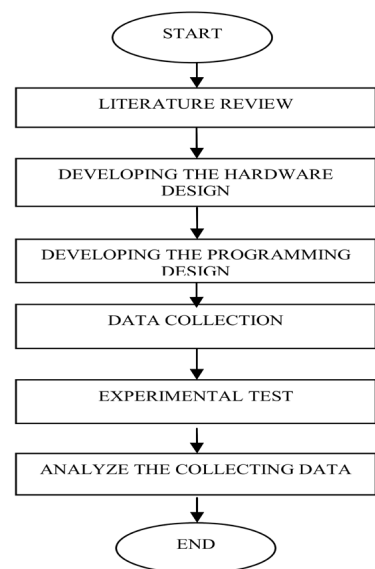 START
LITERATURE REVIEW
DEVELOPING THE HARDWARE
DESIGN
DEVELOPING THE PROGRAMMING
DESIGN
DATA COLLECTION
EXPERIMENTAL TEST
ANALYZE THE COLLECTING DATA
END